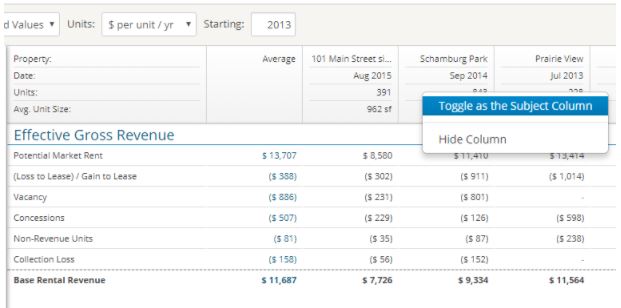 d Values Units: $ per unit / yr Starting: 2013
Property: Average 101 Main Street si... Schamburg Park Prairie View
Date: Aug 2015 Sep 2014 Jul 2013
Units: 391
Avg. Unit Size: 962 sf
Toggle as the Subject Column
Hide Column
Effective Gross Revenue
Potential Market Rent $ 13,707 $ 8,580 $ 11,410 $ 13,414
(Loss to Lease) / Gain to Lease ($ 388) ($ 302) ($ 911) ($ 1,014)
Vacancy ($ 886) ($ 231) ($ 801) -
Concessions ($ 507) ($ 229) ($ 126) ($ 598)
Non-Revenue Units ($ 81) ($ 35) ($ 87) ($ 238)
Collection Loss ($ 158) ($ 56) ($ 152) -
Base Rental Revenue $ 11,687 $ 7,726 $ 9,334 $ 11,564